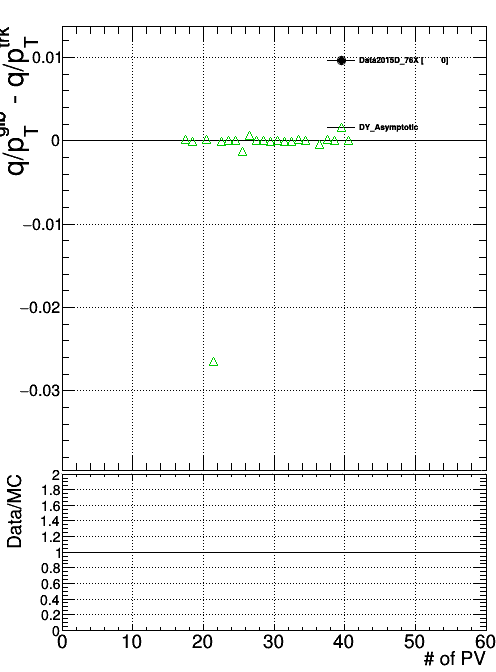 q/p_T^glb - q/p_T^trk
0.01
Data2015D_76X [ 0]
DY_Asymptotic
0
−0.01
−0.02
−0.03
Data/MC
2
1.8
1.6
1.4
1.2
1
0.8
0.6
0.4
0.2
0
0 10 20 30 40 50 60
# of PV